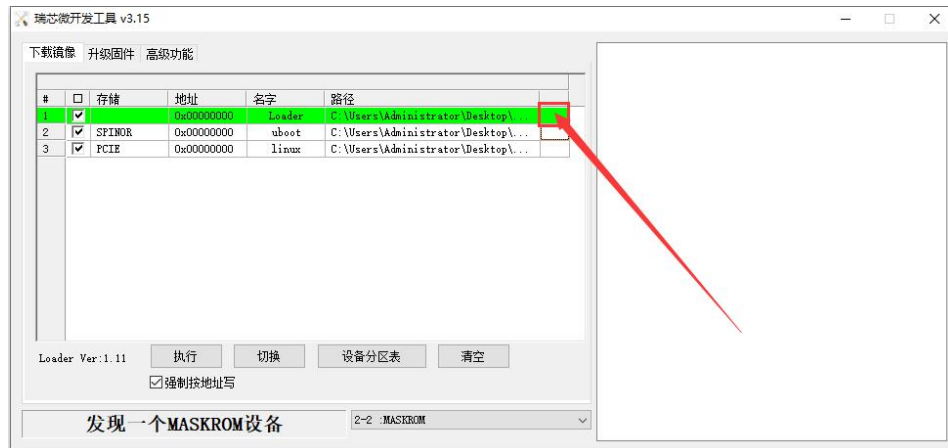 瑞芯微开发工具 v3.15
下载镜像 升级固件 高级功能
# 存储 地址 名字 路径
1 0x00000000 Loader C:\Users\Administrator\Desktop\...
2 SPINOR 0x00000000 uboot C:\Users\Administrator\Desktop\...
3 PCIE 0x00000000 linux C:\Users\Administrator\Desktop\...
Loader Ver:1.11 执行 切换 设备分区表 清空
强制按地址写
发现一个MASKROM设备 2-2 :MASKROM